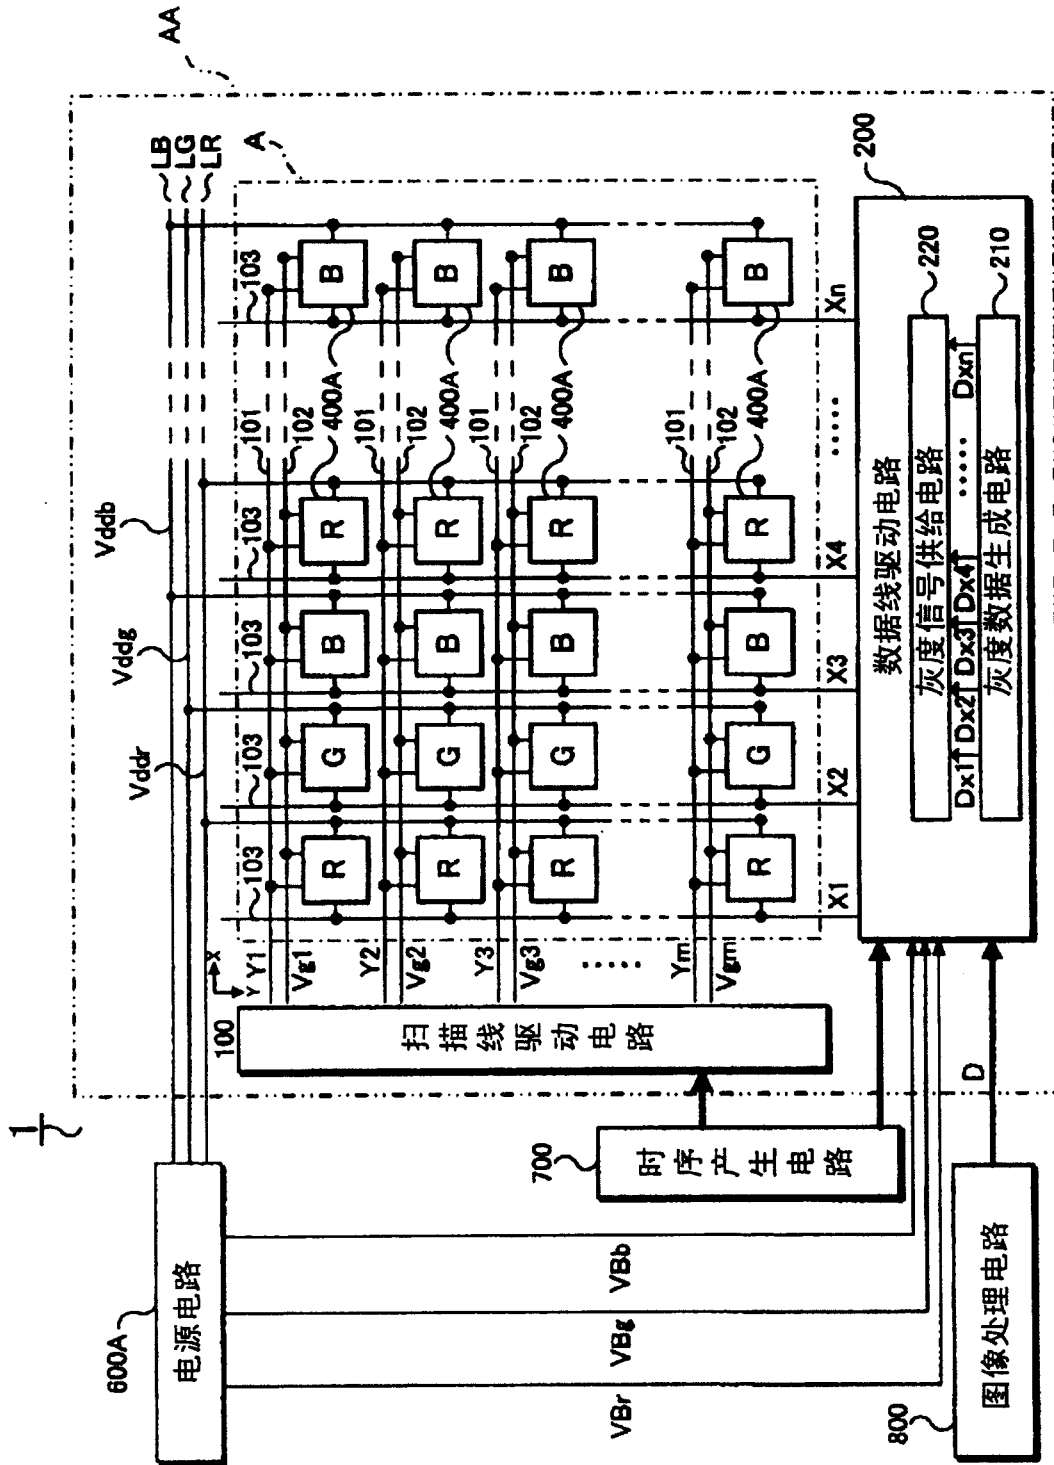 1
AA
LB
LG
LR
Vddr
Vddg
Vddb
600A
电源电路
100
Y
X
A
103
103
103
103
103
Y1
Vg1
R
G
B
R
B
101
102
400A
Y2
Vg2
R
G
B
R
B
101
102
400A
Y3
Vg3
R
G
B
R
B
101
102
400A
.....
Ym
Vgm
R
G
B
R
B
101
102
400A
扫描线驱动电路
700
时序产生电路
VBr
VBg
VBb
X1
X2
X3
X4
.....
Xn
200
数据线驱动电路
灰度信号供给电路
220
Dx1
Dx2
Dx3
Dx4
.....
Dxn
灰度数据生成电路
210
D
800
图像处理电路